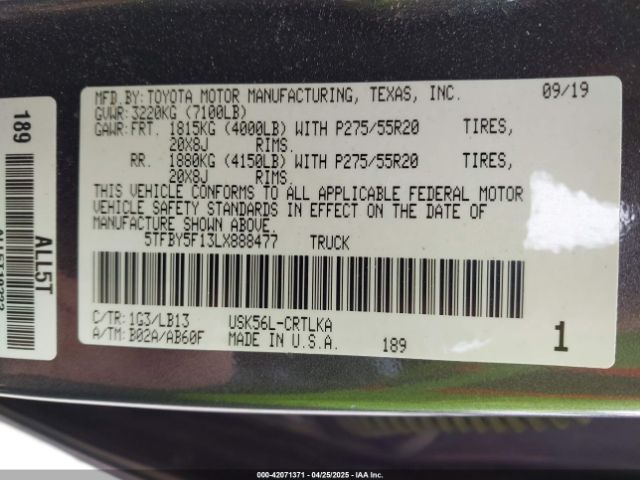 MFD.BY: TOYOTA MOTOR MANUFACTURING, TEXAS, INC. 09/19
GVWR: 3220KG (7100LB)
GAWR: FRT. 1815KG (4000LB) WITH P275/55R20 TIRES,
20X8J RIMS.
RR. 1880KG (4150LB) WITH P275/55R20 TIRES,
20X8J RIMS.
THIS VEHICLE CONFORMS TO ALL APPLICABLE FEDERAL MOTOR
VEHICLE SAFETY STANDARDS IN EFFECT ON THE DATE OF
MANUFACTURE SHOWN ABOVE.
5TFBY5F13LX888477 TRUCK
C/TR: 1G3/LB13 USK56L-CRTLKA
A/TM: B02A/AB60F MADE IN U.S.A. 189
1
189
ALL5T
000-42071371 - 04/25/2025 - IAA Inc.